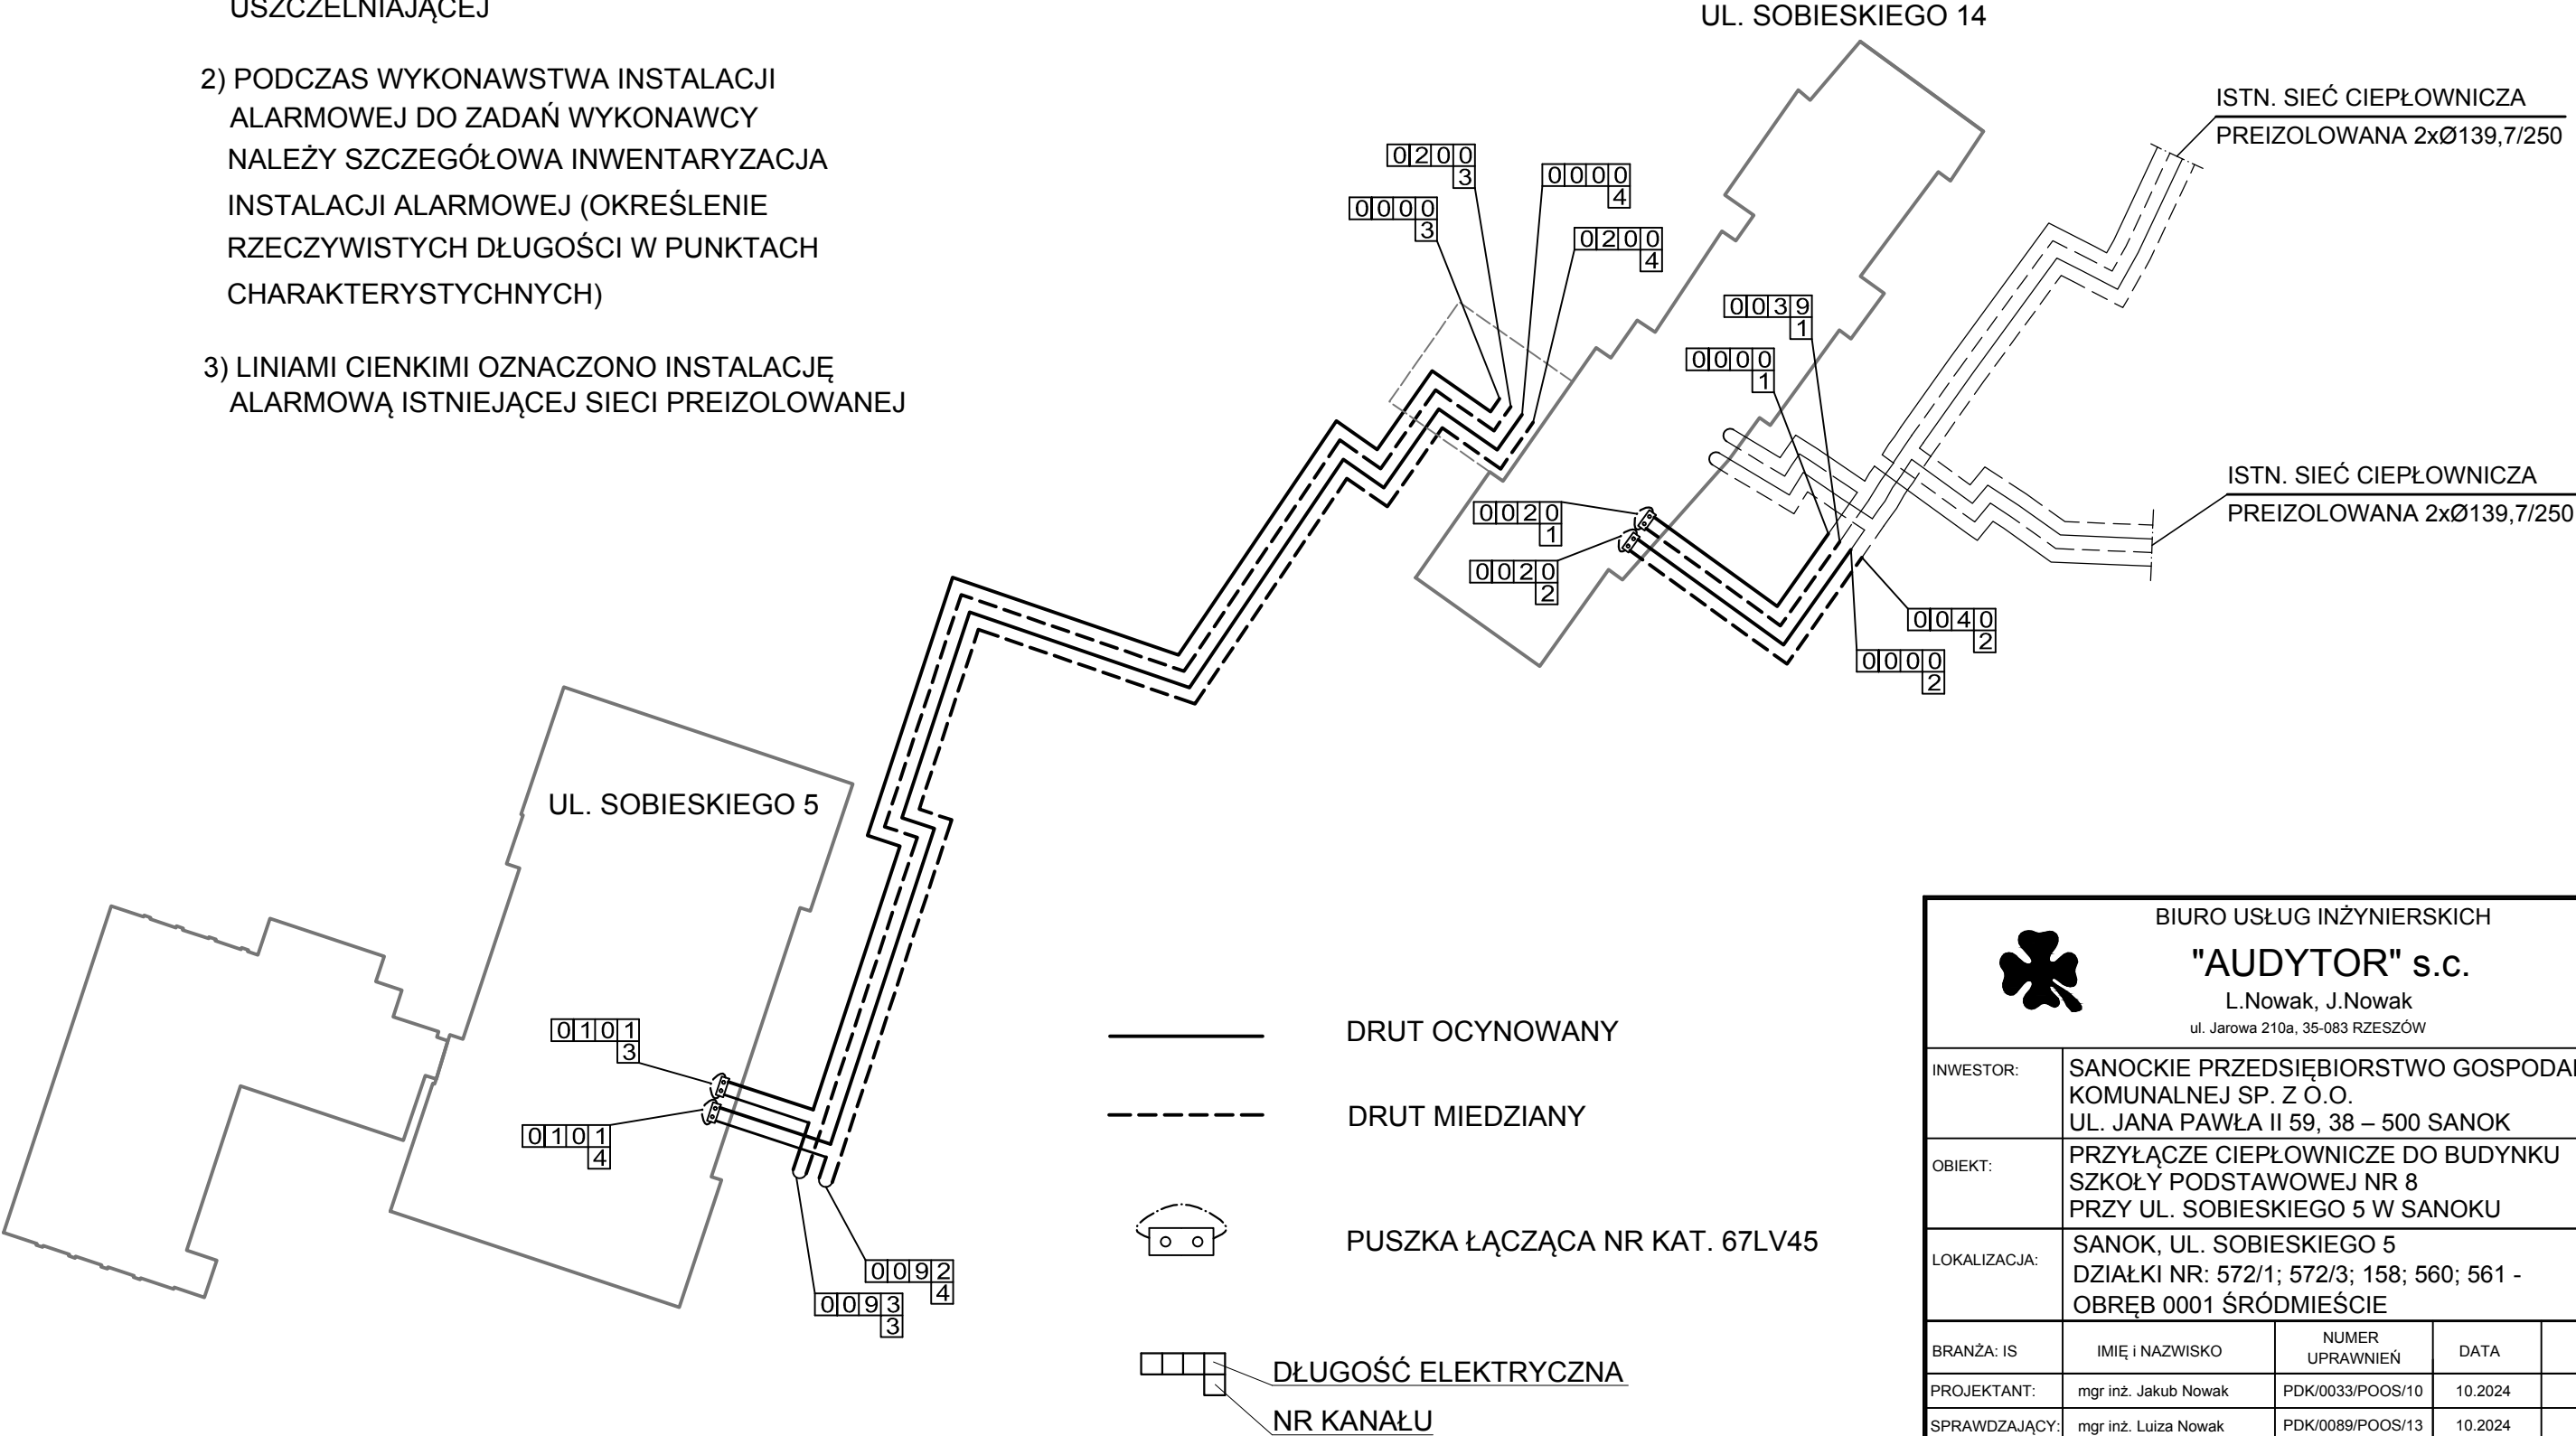 USZCZELNIAJĄCEJ
2) PODCZAS WYKONAWSTWA INSTALACJI
ALARMOWEJ DO ZADAŃ WYKONAWCY
NALEŻY SZCZEGÓŁOWA INWENTARYZACJA
INSTALACJI ALARMOWEJ (OKREŚLENIE
RZECZYWISTYCH DŁUGOŚCI W PUNKTACH
CHARAKTERYSTYCHNYCH)
3) LINIAMI CIENKIMI OZNACZONO INSTALACJĘ
ALARMOWĄ ISTNIEJĄCEJ SIECI PREIZOLOWANEJ
UL. SOBIESKIEGO 14
ISTN. SIEĆ CIEPŁOWNICZA
PREIZOLOWANA 2xØ139,7/250
0200
3
0000
4
0000
3
0200
4
0039
1
0000
1
ISTN. SIEĆ CIEPŁOWNICZA
PREIZOLOWANA 2xØ139,7/250
0020
1
0020
2
0040
2
0000
2
UL. SOBIESKIEGO 5
0101
3
0101
4
0092
4
0093
3
DRUT OCYNOWANY
DRUT MIEDZIANY
PUSZKA ŁĄCZĄCA NR KAT. 67LV45
DŁUGOŚĆ ELEKTRYCZNA
NR KANAŁU
BIURO USŁUG INŻYNIERSKICH
"AUDYTOR" s.c.
L.Nowak, J.Nowak
ul. Jarowa 210a, 35-083 RZESZÓW
INWESTOR:
SANOCKIE PRZEDSIĘBIORSTWO
KOMUNALNEJ SP. Z O.O.
UL. JANA PAWŁA II 59, 38 – 500 SANOK
OBIEKT:
PRZYŁĄCZE CIEPŁOWNICZE DO BUDYNKU
SZKOŁY PODSTAWOWEJ NR 8
PRZY UL. SOBIESKIEGO 5 W SANOKU
LOKALIZACJA:
SANOK, UL. SOBIESKIEGO 5
DZIAŁKI NR: 572/1; 572/3; 158; 560; 561 -
OBRĘB 0001 ŚRÓDMIEŚCIE
BRANŻA: IS
IMIĘ i NAZWISKO
NUMER
UPRAWNIEŃ
DATA
PROJEKTANT:
mgr inż. Jakub Nowak
PDK/0033/POOS/10
10.2024
SPRAWDZAJĄCY:
mgr inż. Luiza Nowak
PDK/0089/POOS/13
10.2024